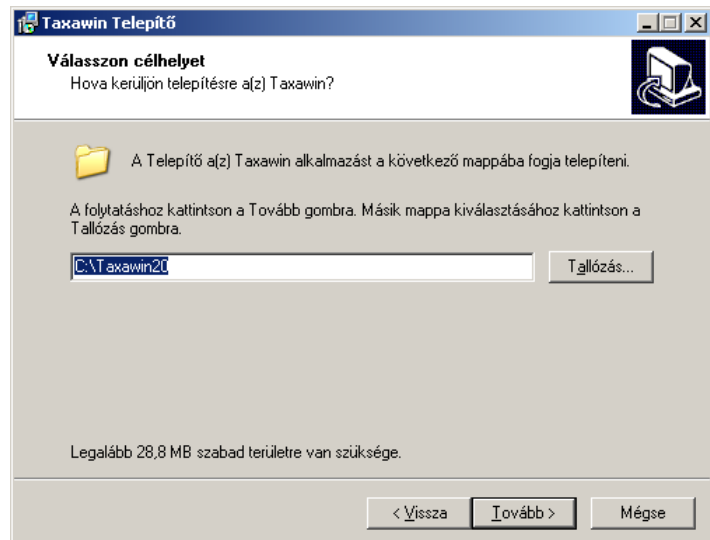 Taxawin Telepítő
Válasszon célhelyet
Hova kerüljön telepítésre a(z) Taxawin?
A Telepítő a(z) Taxawin alkalmazást a következő mappába fogja telepíteni.
A folytatáshoz kattintson a Tovább gombra. Másik mappa kiválasztásához kattintson a
Tallózás gombra.
C:\Taxawin20
Tallózás...
Legalább 28,8 MB szabad területre van szüksége.
< Vissza
Tovább >
Mégse